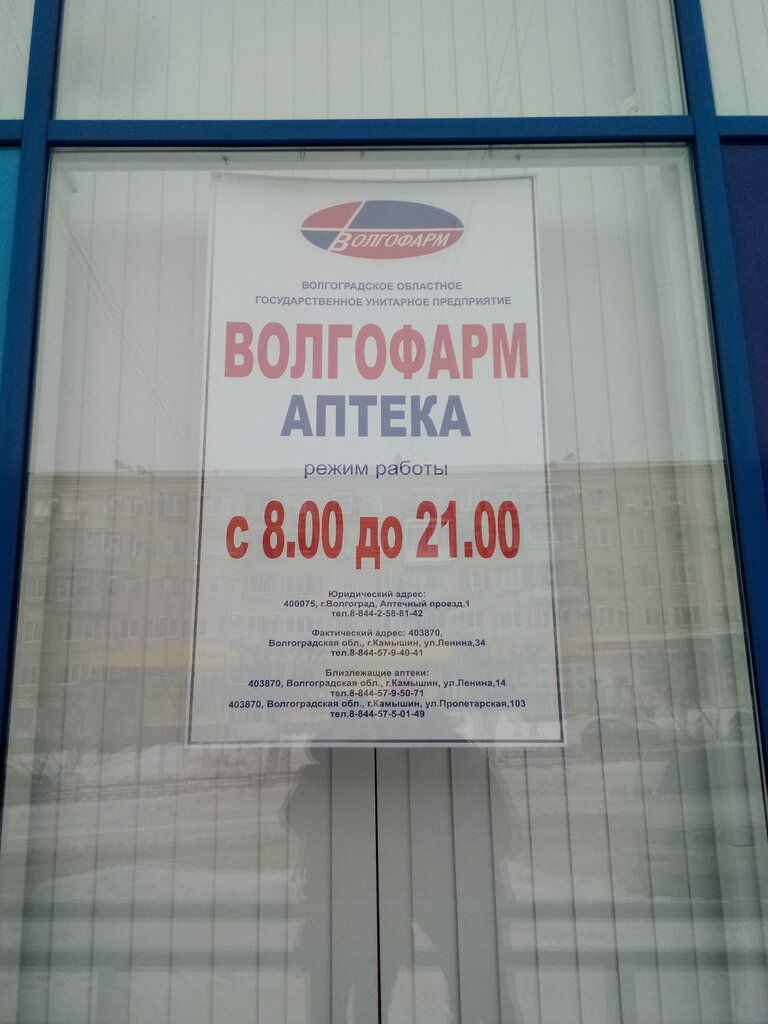 ВОЛГОФАРМ
ВОЛГОГРАДСКОЕ ОБЛАСТНОЕ
ГОСУДАРСТВЕННОЕ УНИТАРНОЕ ПРЕДПРИЯТИЕ
ВОЛГОФАРМ
АПТЕКА
режим работы
с 8.00 до 21.00
Юридический адрес:
400075, г.Волгоград, Аптечный проезд,1
тел.8-844-2-58-81-42
Фактический адрес: 403870,
Волгоградская обл., г.Камышин, ул.Ленина,34
тел.8-844-57-9-40-41
Близлежащие аптеки:
403870, Волгоградская обл., г.Камышин, ул.Ленина,14
тел.8-844-57-9-50-71
403870, Волгоградская обл., г.Камышин, ул.Пролетарская,103
тел.8-844-57-5-01-49